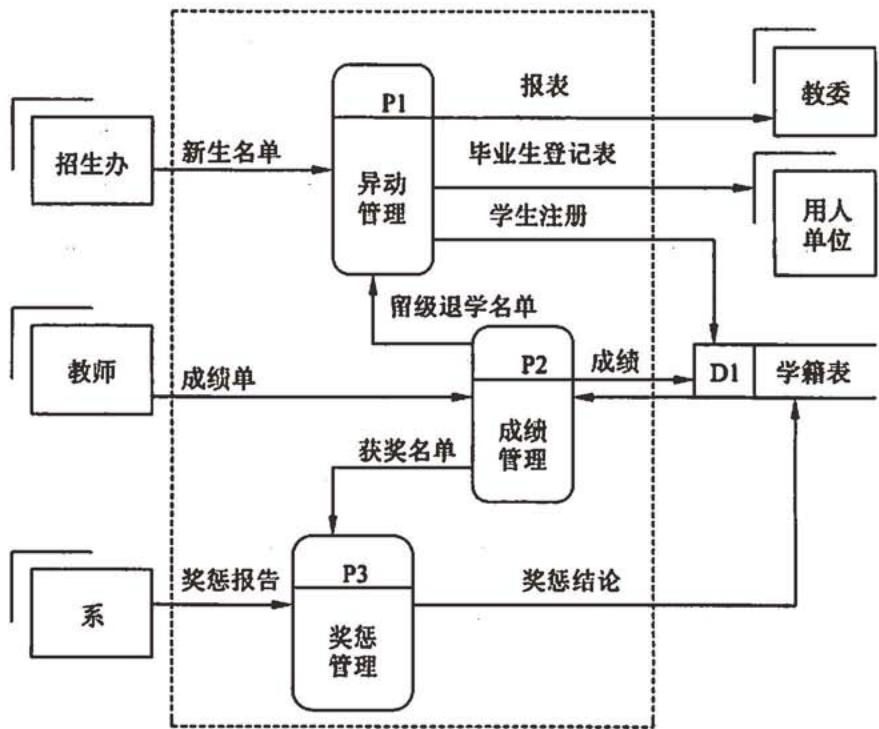 P1
报表
教委
招生办
新生名单
毕业生登记表
异动
管理
学生注册
用人
单位
留级退学名单
教师
成绩单
P2
成绩
D1
学籍表
获奖名单
成绩
管理
系
奖惩报告
P3
奖惩结论
奖惩
管理